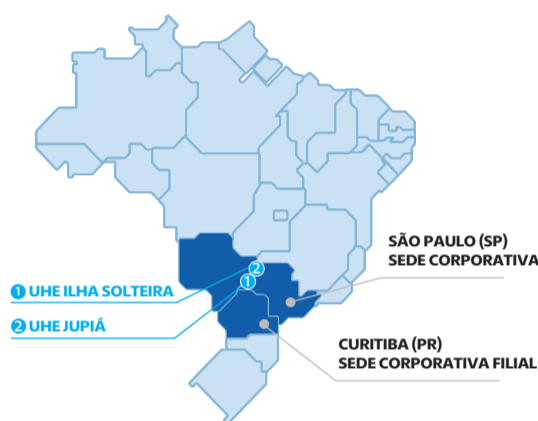 SÃO PAULO (SP)
SEDE CORPORATIVA
2
1
1 UHE ILHA SOLTEIRA
2 UHE JUPIÁ
CURITIBA (PR)
SEDE CORPORATIVA FILIAL